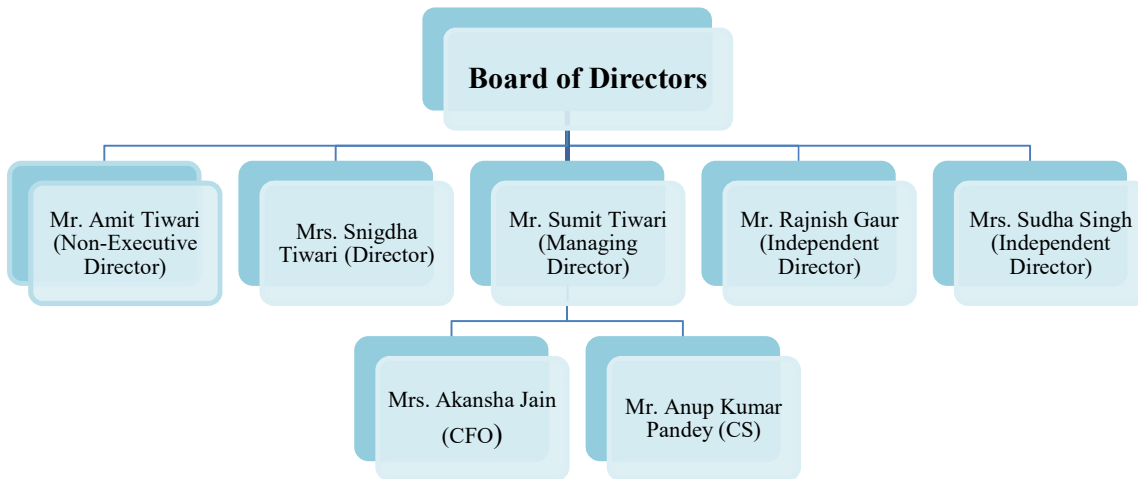 Board of Directors
Mr. Amit Tiwari
(Non-Executive
Director)
Mrs. Snigdha
Tiwari (Director)
Mr. Sumit Tiwari
(Managing
Director)
Mr. Rajnish Gaur
(Independent
Director)
Mrs. Sudha Singh
(Independent
Director)
Mrs. Akansha Jain
(CFO)
Mr. Anup Kumar
Pandey (CS)